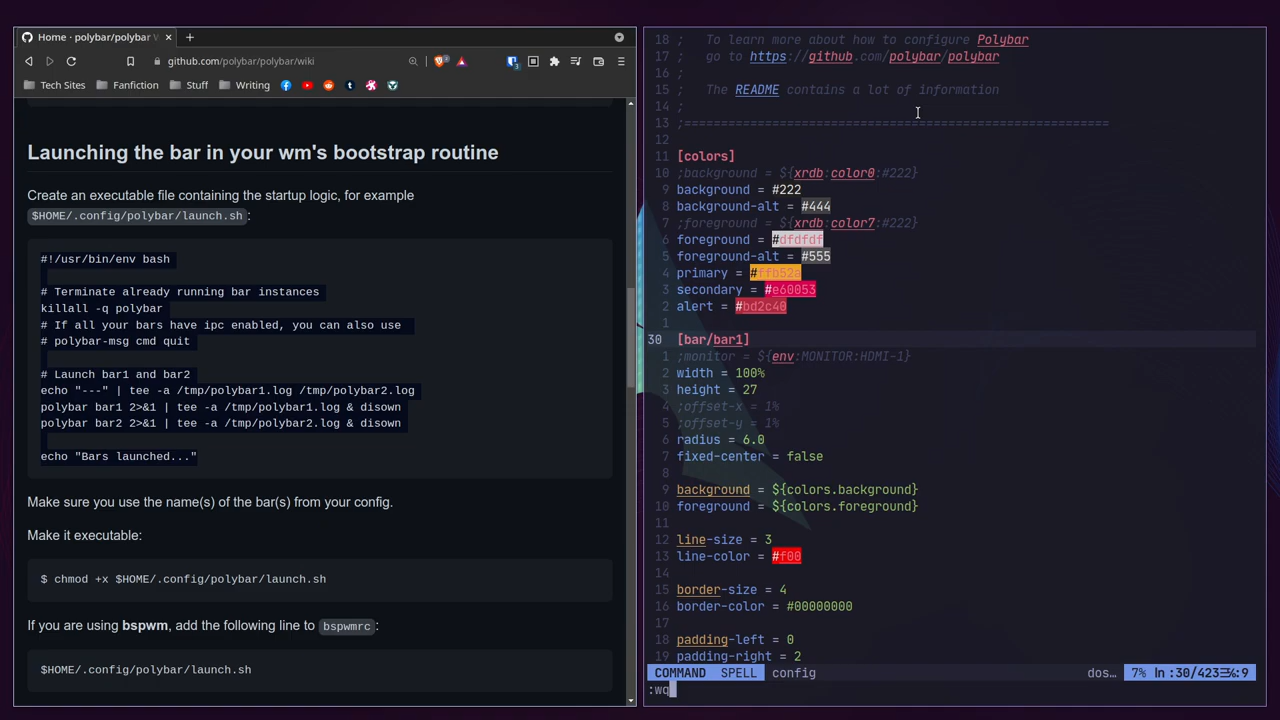 Home · polybar/polybar W
github.com/polybar/polybar/wiki
Tech Sites
Fanfiction
Stuff
Writing
Launching the bar in your wm's bootstrap routine
Create an executable file containing the startup logic, for example
$HOME/.config/polybar/launch.sh:
#!/usr/bin/env bash
# Terminate already running bar instances
killall -q polybar
# If all your bars have ipc enabled, you can also use
# polybar-msg cmd quit
# Launch bar1 and bar2
echo "---" | tee -a /tmp/polybar1.log /tmp/polybar2.log
polybar bar1 2>&1 | tee -a /tmp/polybar1.log & disown
polybar bar2 2>&1 | tee -a /tmp/polybar2.log & disown
echo "Bars launched..."
Make sure you use the name(s) of the bar(s) from your config.
Make it executable:
$ chmod +x $HOME/.config/polybar/launch.sh
If you are using bspwm, add the following line to bspwmrc:
$HOME/.config/polybar/launch.sh
18 ;   To learn more about how to configure Polybar
17 ;   go to https://github.com/polybar/polybar
16 ;
15 ;   The README contains a lot of information
14 ;
13 ;==========================================================
12
11 [colors]
10 ;background = ${xrdb:color0:#222}
9 background = #222
8 background-alt = #444
7 ;foreground = ${xrdb:color7:#222}
6 foreground = #dfdfdf
5 foreground-alt = #555
4 primary = #ffb52a
3 secondary = #e60053
2 alert = #bd2c40
1
30 [bar/bar1]
1 ;monitor = ${env:MONITOR:HDMI-1}
2 width = 100%
3 height = 27
4 ;offset-x = 1%
5 ;offset-y = 1%
6 radius = 6.0
7 fixed-center = false
8
9 background = ${colors.background}
10 foreground = ${colors.foreground}
11
12 line-size = 3
13 line-color = #f00
14
15 border-size = 4
16 border-color = #00000000
17
18 padding-left = 0
19 padding-right = 2
COMMAND SPELL config dos… 7% ln :30/423
:wq